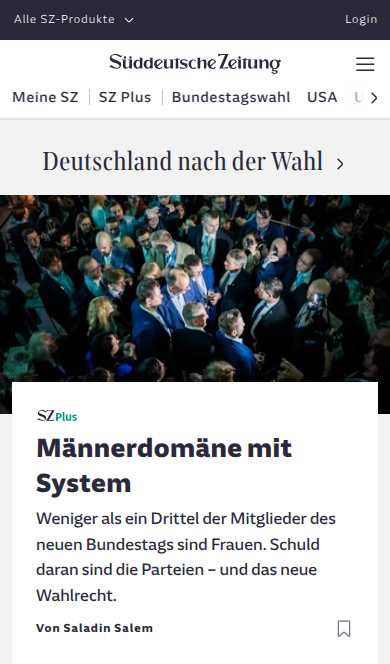 Alle SZ-Produkte Login
Süddeutsche Zeitung
Meine SZ SZ Plus Bundestagswahl USA
Deutschland nach der Wahl
SZ Plus
Männerdomäne mit
System
Weniger als ein Drittel der Mitglieder des
neuen Bundestags sind Frauen. Schuld
daran sind die Parteien – und das neue
Wahlrecht.
Von Saladin Salem